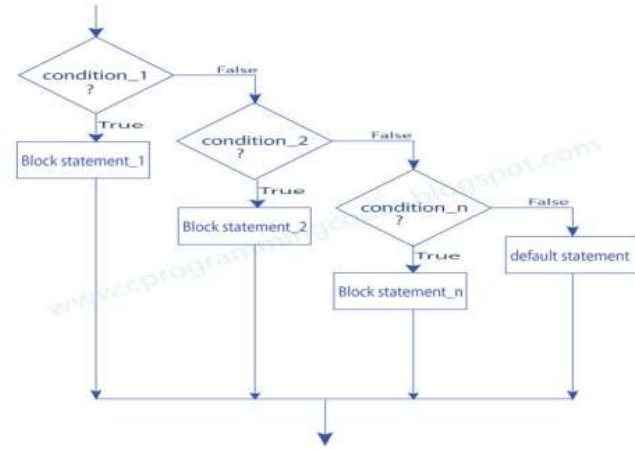 condition_1
?
False
True
Block statement_1
condition_2
?
False
True
Block statement_2
condition_n
?
False
True
Block statement_n
default statement